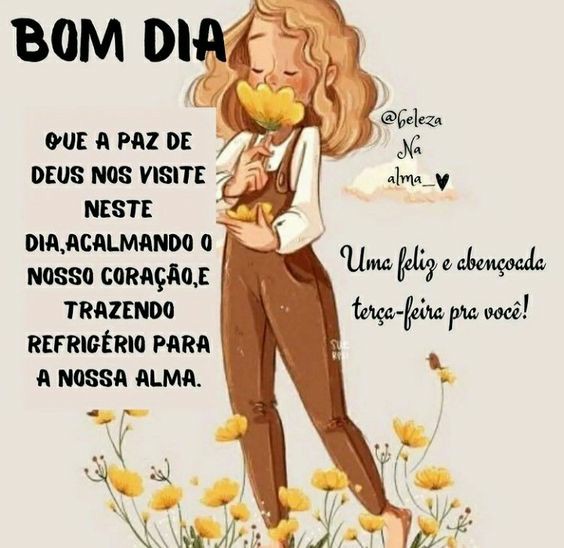 BOM DIA
QUE A PAZ DE
DEUS NOS VISITE
NESTE
DIA,ACALMANDO O
NOSSO CORAÇÃO,E
TRAZENDO
REFRIGÉRIO PARA
A NOSSA ALMA.
@beleza
Na
alma_♥
Uma feliz e abençoada
terça-feira pra você!